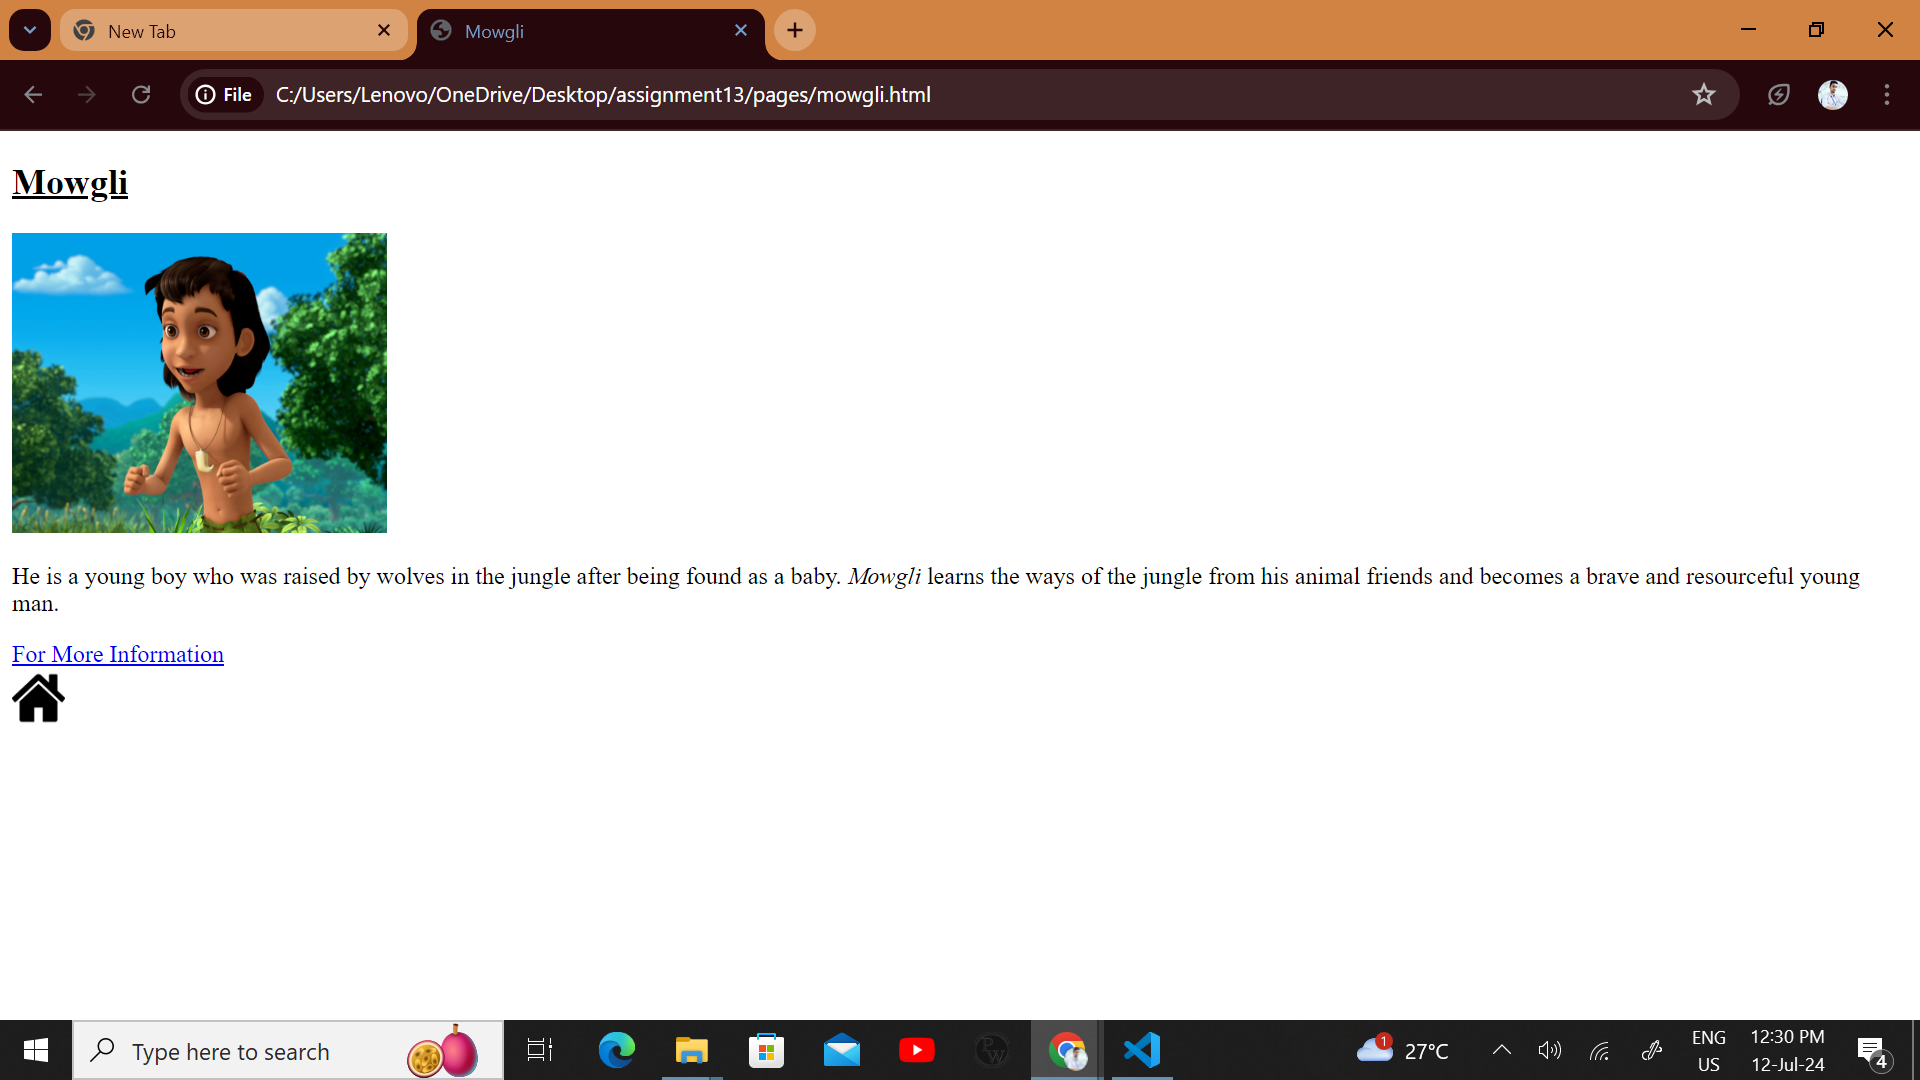 New Tab
Mowgli
File
C:/Users/Lenovo/OneDrive/Desktop/assignment13/pages/mowgli.html
Mowgli
He is a young boy who was raised by wolves in the jungle after being found as a baby. Mowgli learns the ways of the jungle from his animal friends and becomes a brave and resourceful young
man.
For More Information
Type here to search
PW
1
27°C
ENG
US
12:30 PM
12-Jul-24
4